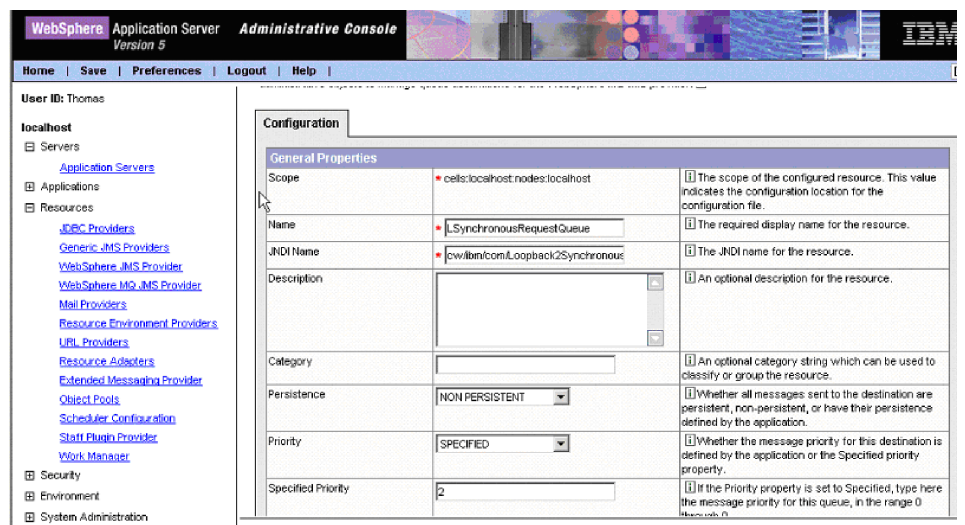 WebSphere Application Server Administrative Console
Version 5
IBM
Home | Save | Preferences | Logout | Help |
User ID: Thomas
localhost
Servers
Application Servers
Applications
Resources
JDBC Providers
Generic JMS Providers
WebSphere JMS Provider
WebSphere MQ JMS Provider
Mail Providers
Resource Environment Providers
URL Providers
Resource Adapters
Extended Messaging Provider
Object Pools
Scheduler Configuration
Staff Plugin Provider
Work Manager
Security
Environment
System Administration
Configuration
General Properties
Scope
* cells:localhost:nodes:localhost
i The scope of the configured resource. This value
indicates the configuration location for the
configuration file.
Name
* LSynchronousRequestQueue
i The required display name for the resource.
JNDI Name
* cw/ibm/com/Loopback2Synchronous
i The JNDI name for the resource.
Description
i An optional description for the resource.
Category
i An optional category string which can be used to
classify or group the resource.
Persistence
NON PERSISTENT
i Whether all messages sent to the destination are
persistent, non-persistent, or have their persistence
defined by the application.
Priority
SPECIFIED
i Whether the message priority for this destination is
defined by the application or the Specified priority
property.
Specified Priority
2
i If the Priority property is set to Specified, type here
the message priority for this queue, in the range 0